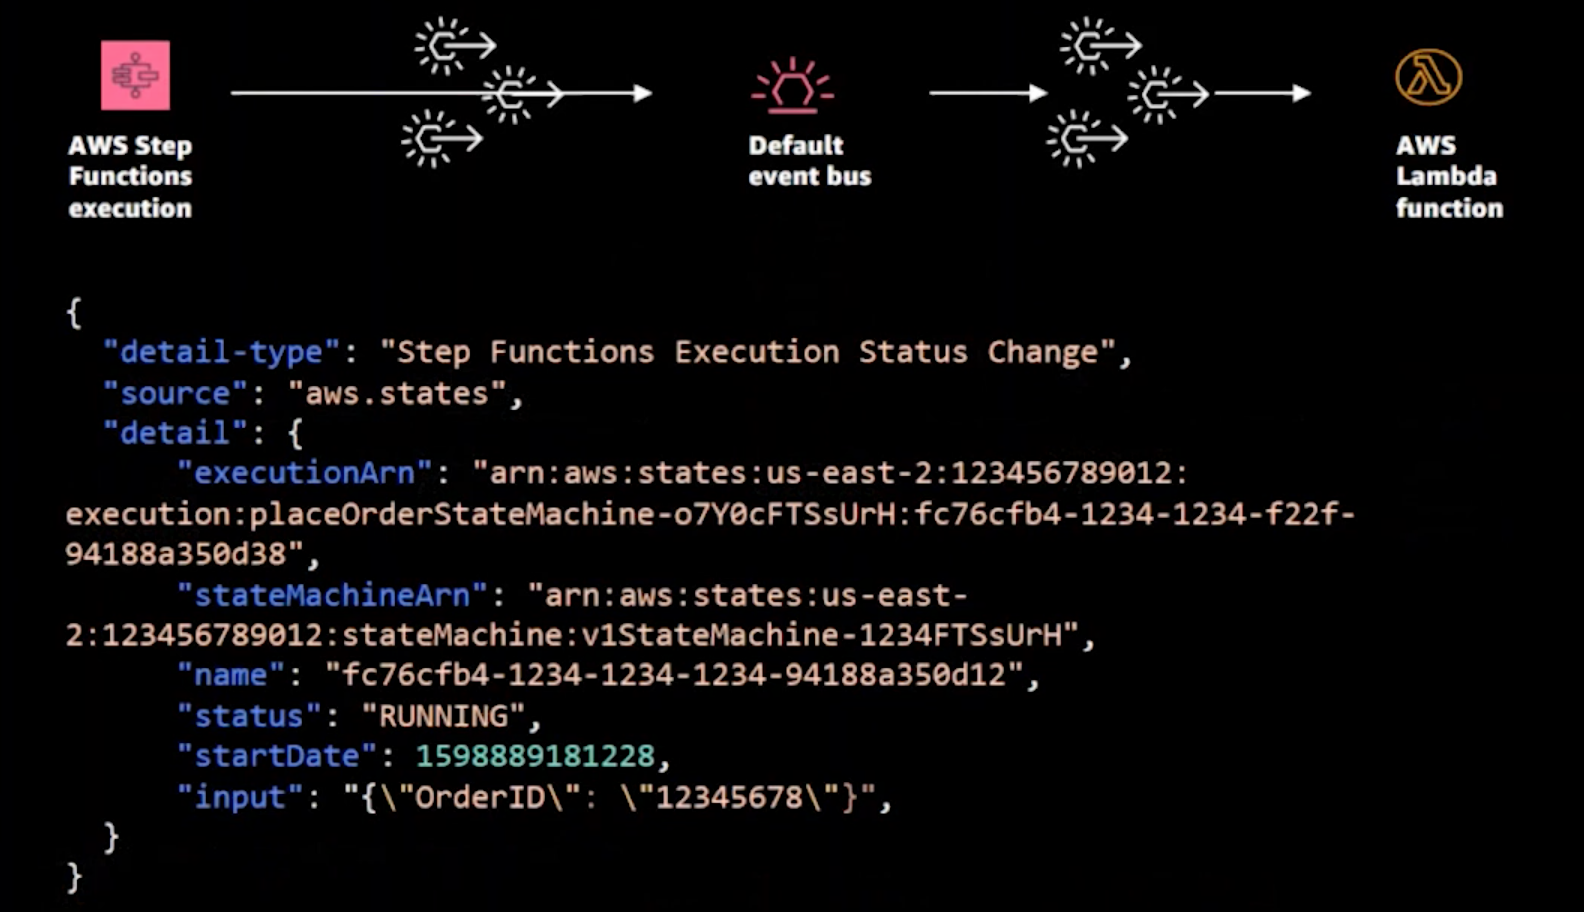 AWS Step
Functions
execution
Default
event bus
AWS
Lambda
function
{
"detail-type": "Step Functions Execution Status Change",
"source": "aws.states",
"detail": {
"executionArn": "arn:aws:states:us-east-2:123456789012:
execution:placeOrderStateMachine-o7Y0cFTSsUrH:fc76cfb4-1234-1234-f22f-
94188a350d38",
"stateMachineArn": "arn:aws:states:us-east-
2:123456789012:stateMachine:v1StateMachine-1234FTSsUrH",
"name": "fc76cfb4-1234-1234-1234-94188a350d12",
"status": "RUNNING",
"startDate": 1598889181228,
"input": "{\"OrderID\": \"12345678\"}",
}
}